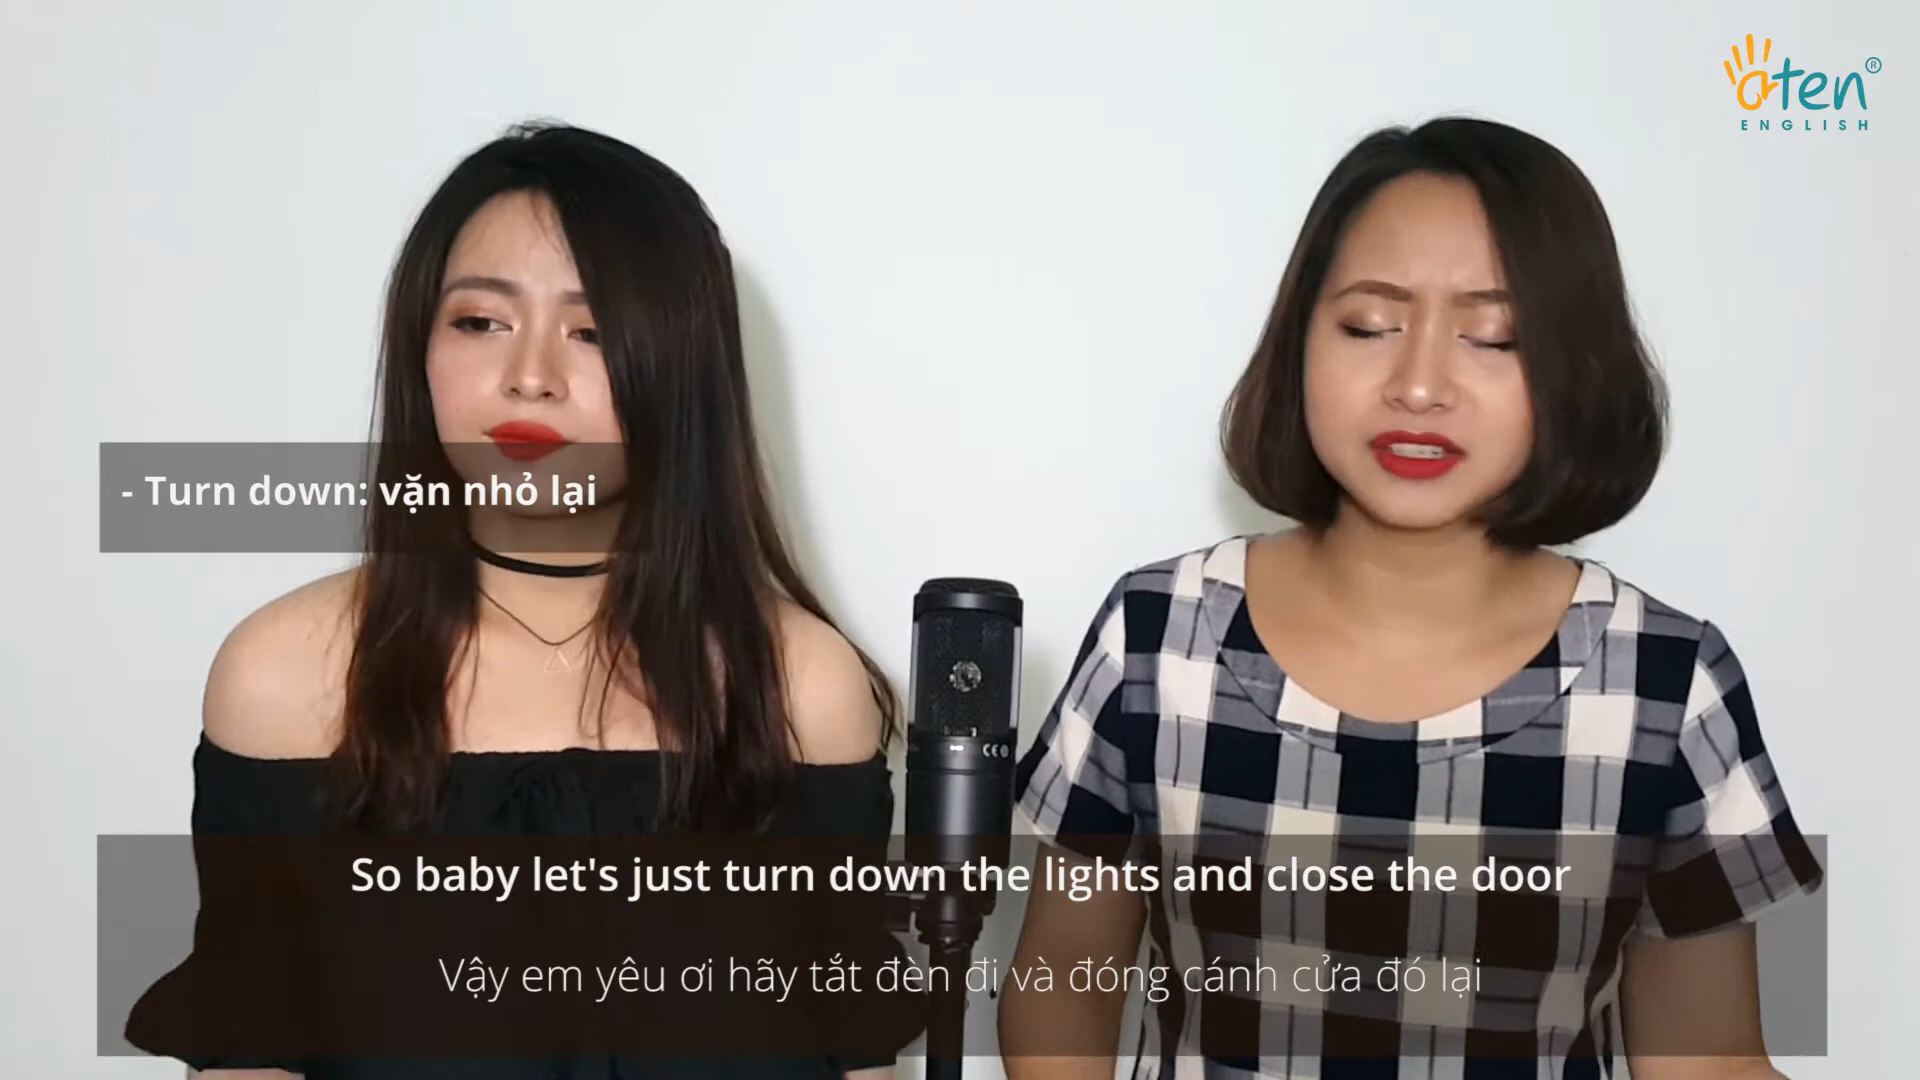 aten®
ENGLISH
- Turn down: vặn nhỏ lại
CE
So baby let's just turn down the lights and close the door
Vậy em yêu ơi hãy tắt đèn đi và đóng cánh cửa đó lại